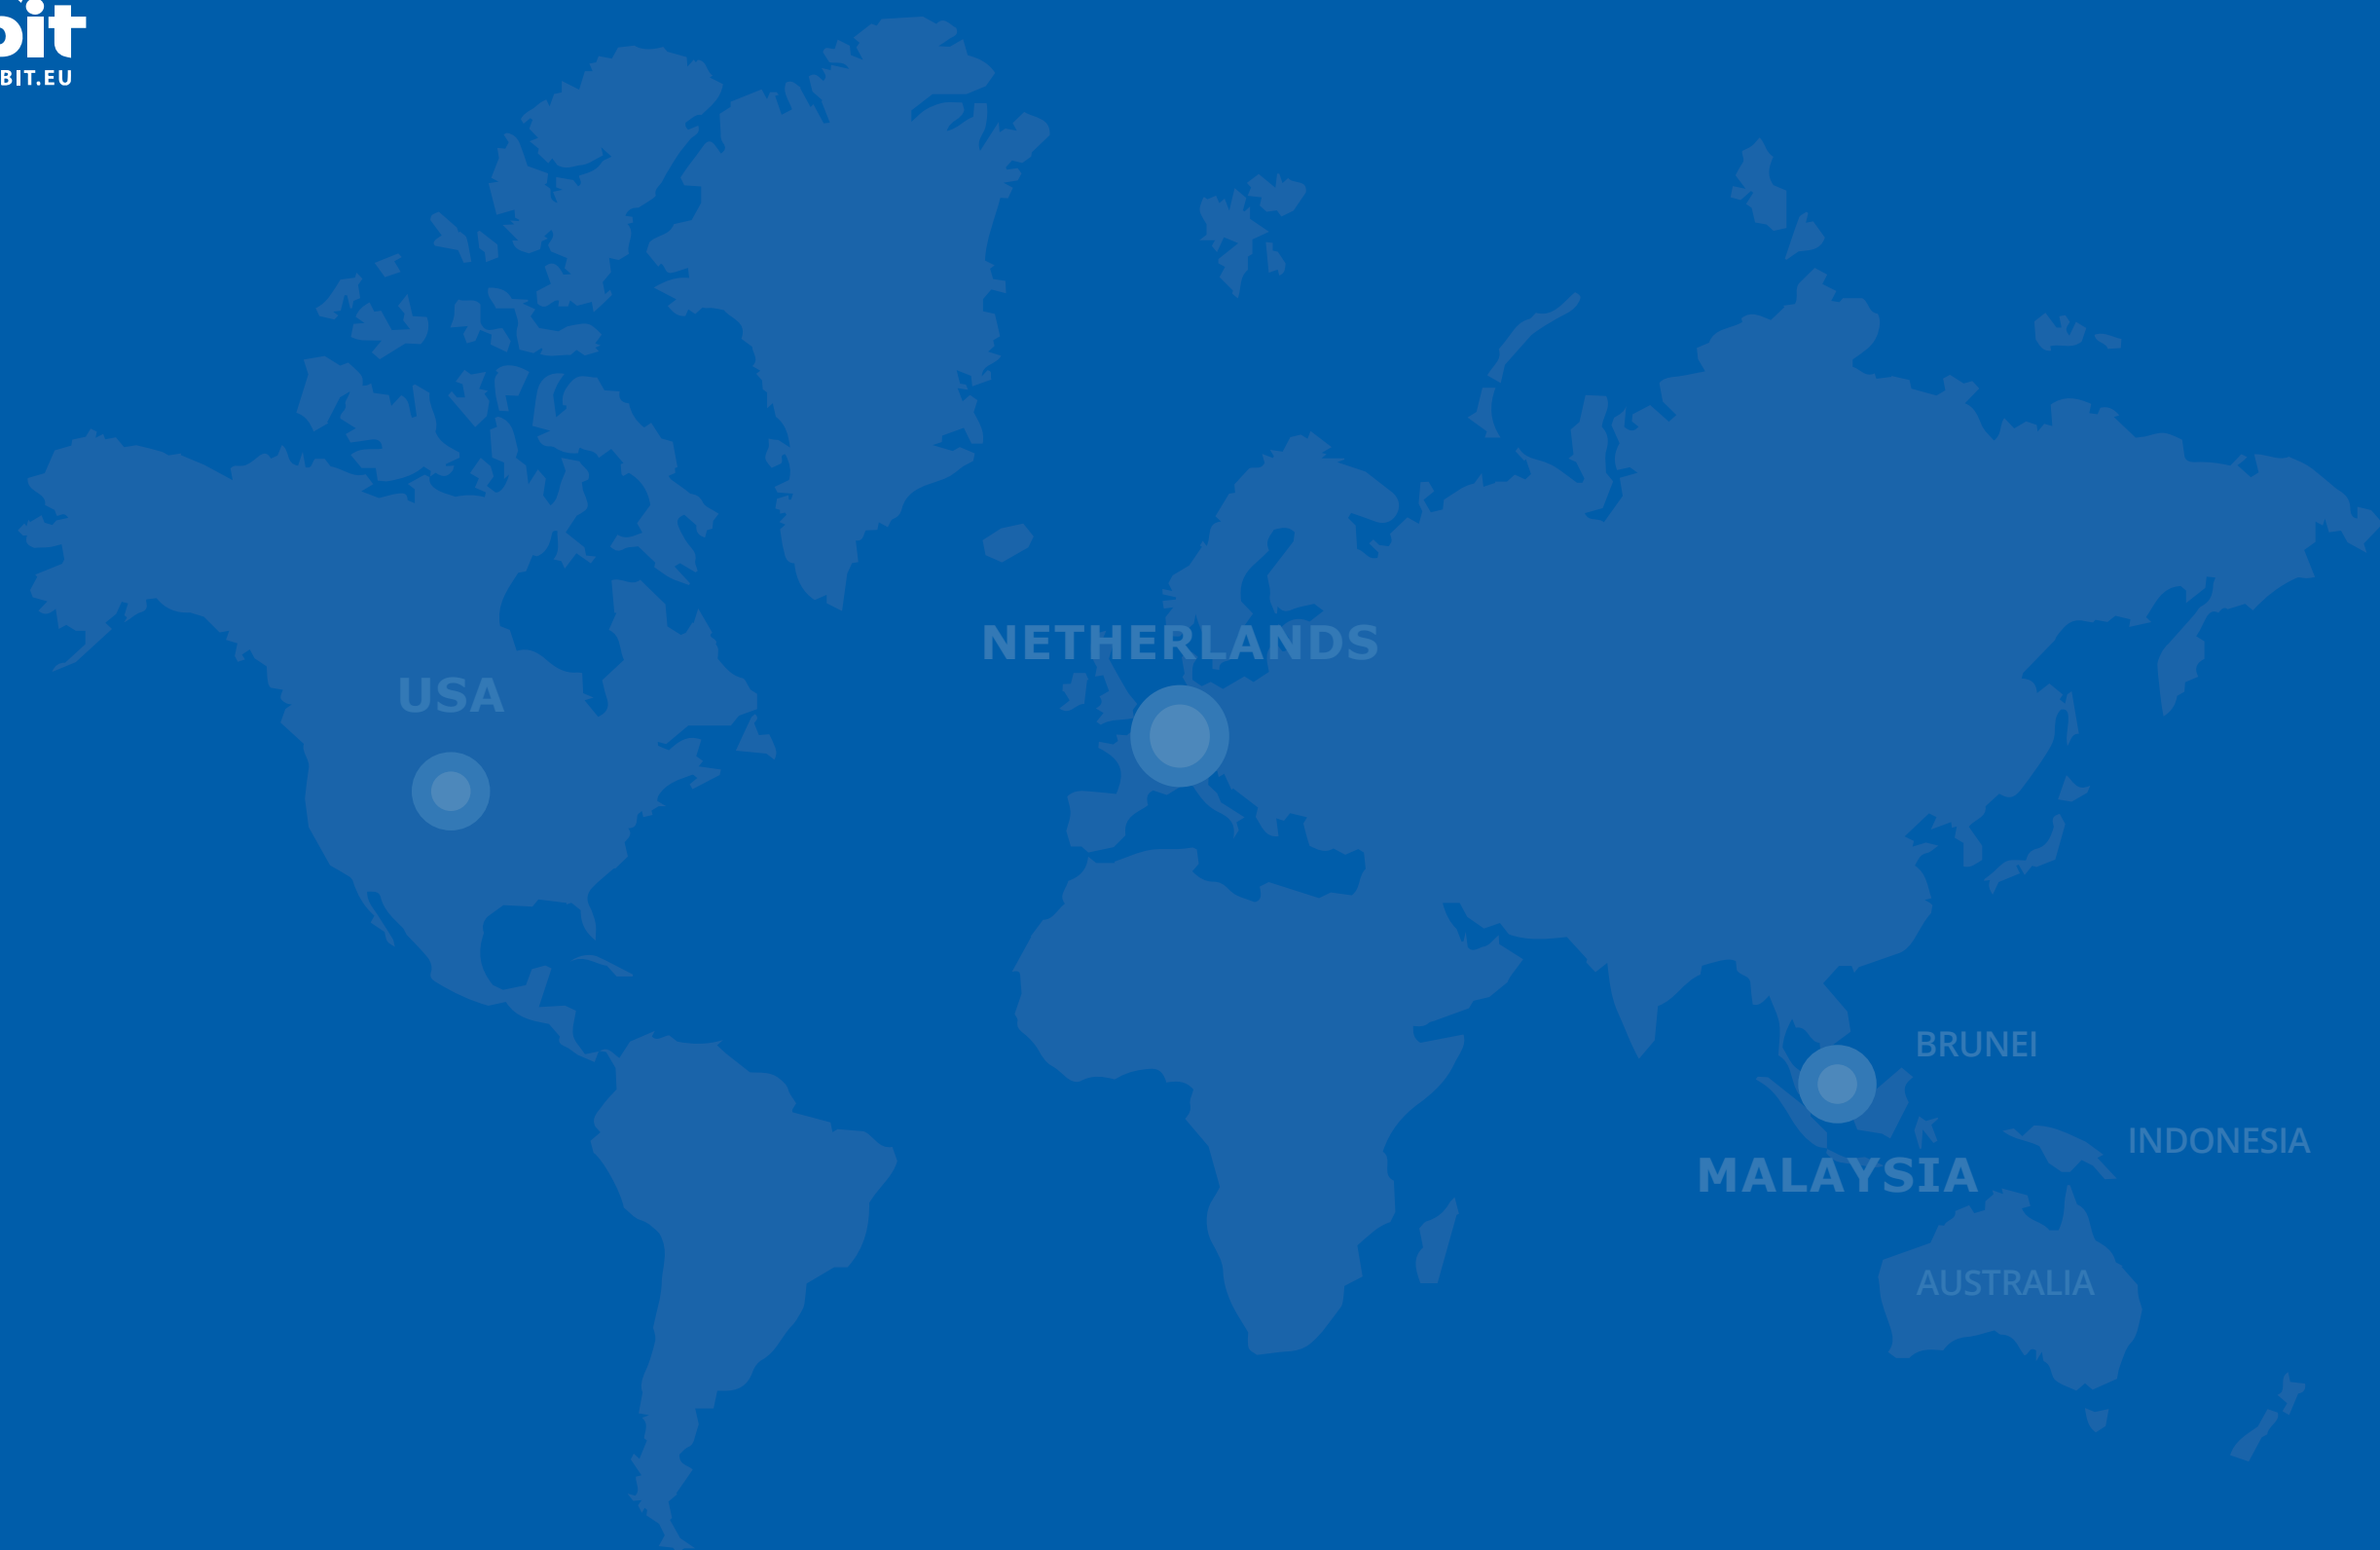 bit
BIT.EU
NETHERLANDS
USA
BRUNEI
INDONESIA
MALAYSIA
AUSTRALIA